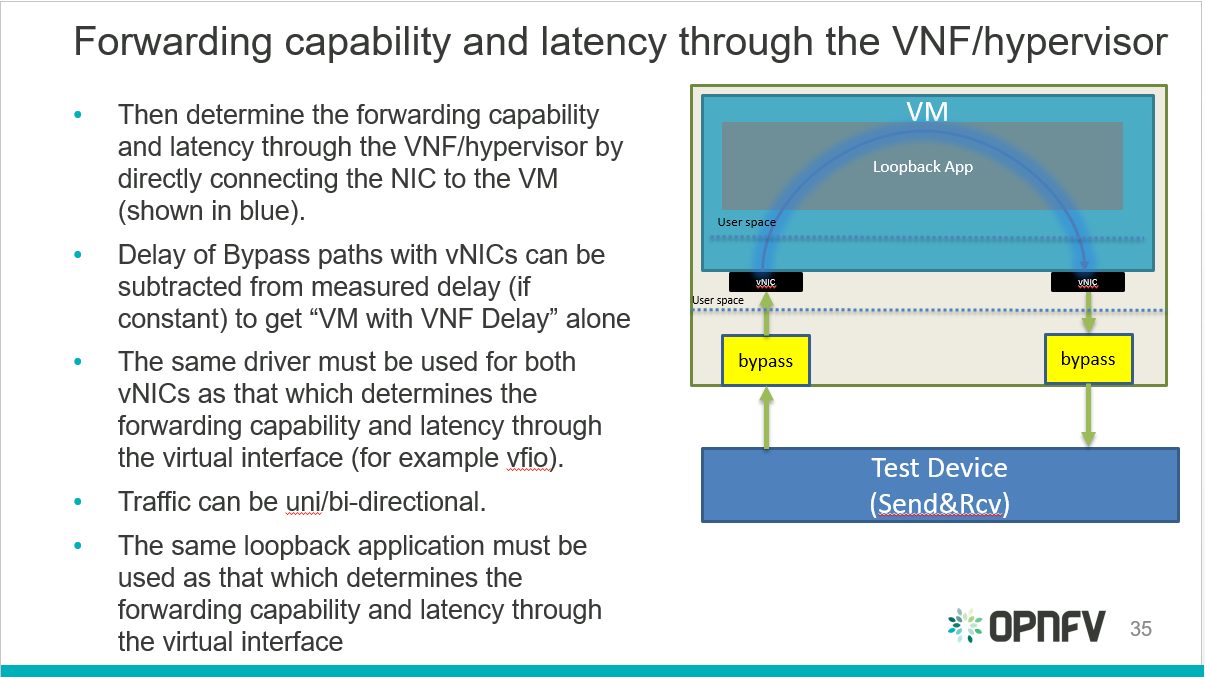 Forwarding capability and latency through the VNF/hypervisor
• Then determine the forwarding capability
and latency through the VNF/hypervisor by
directly connecting the NIC to the VM
(shown in blue).
• Delay of Bypass paths with vNICs can be
subtracted from measured delay (if
constant) to get “VM with VNF Delay” alone
• The same driver must be used for both
vNICs as that which determines the
forwarding capability and latency through
the virtual interface (for example vfio).
• Traffic can be uni/bi-directional.
• The same loopback application must be
used as that which determines the
forwarding capability and latency through
the virtual interface
VM
Loopback App
User space
vNIC
vNIC
User space
bypass
bypass
Test Device
(Send&Rcv)
OPNFV
35